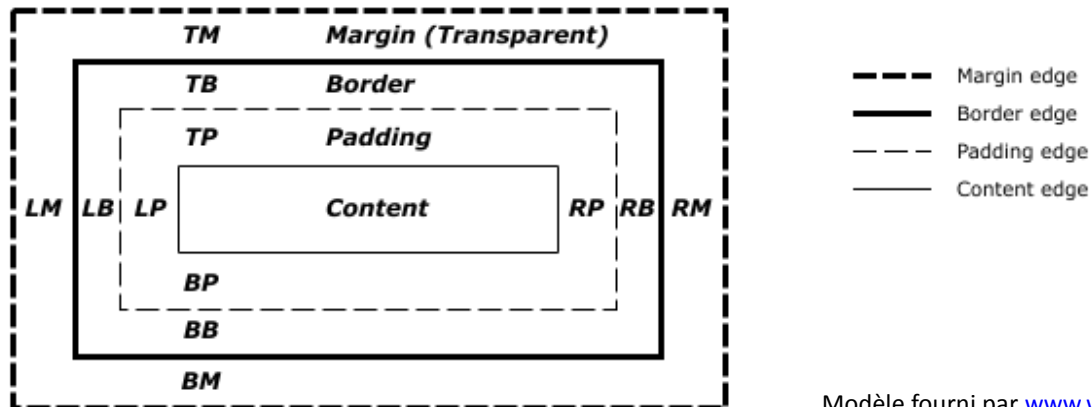 TM Margin (Transparent)
TB Border
TP Padding
LM LB LP Content RP RB RM
BP
BB
BM
Margin edge
Border edge
Padding edge
Content edge
Modèle fourni par